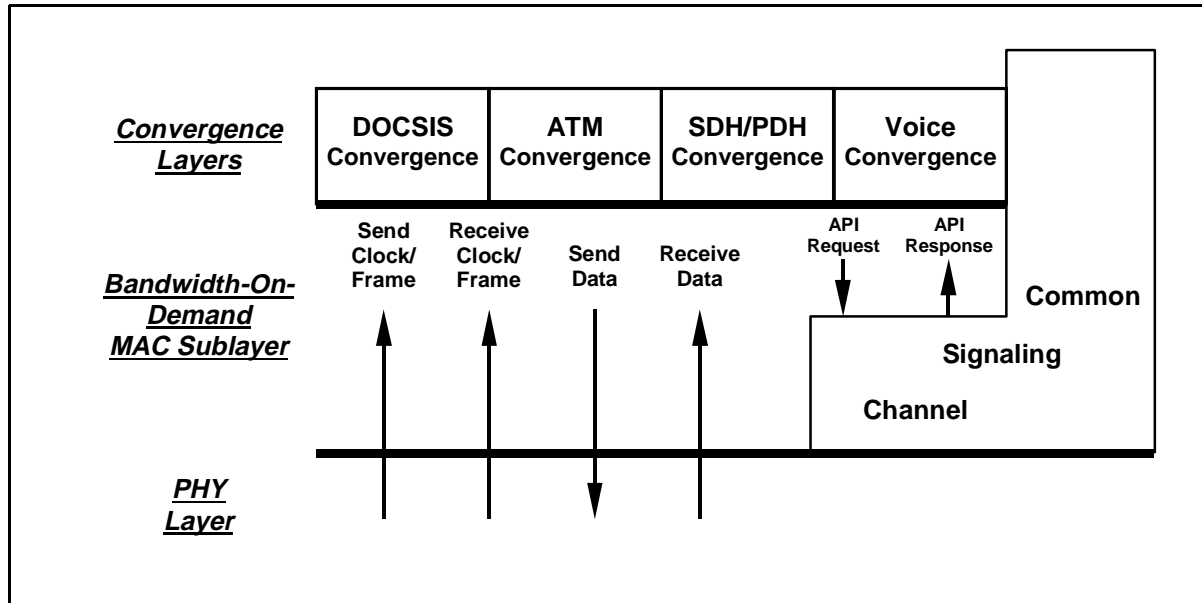 Convergence
Layers
DOCSIS
Convergence
ATM
Convergence
SDH/PDH
Convergence
Voice
Convergence
Send
Clock/
Frame
Receive
Clock/
Frame
Send
Data
Receive
Data
API
Request
API
Response
Bandwidth-On-
Demand
MAC Sublayer
Common
Signaling
Channel
PHY
Layer